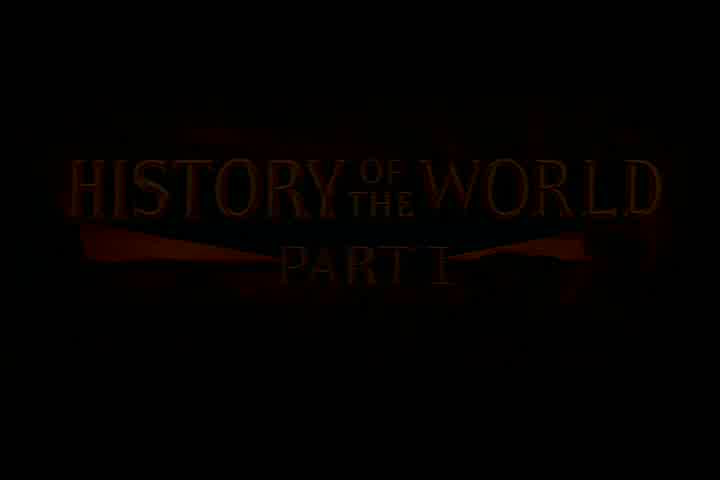 HISTORY OF THE WORLD
PART I